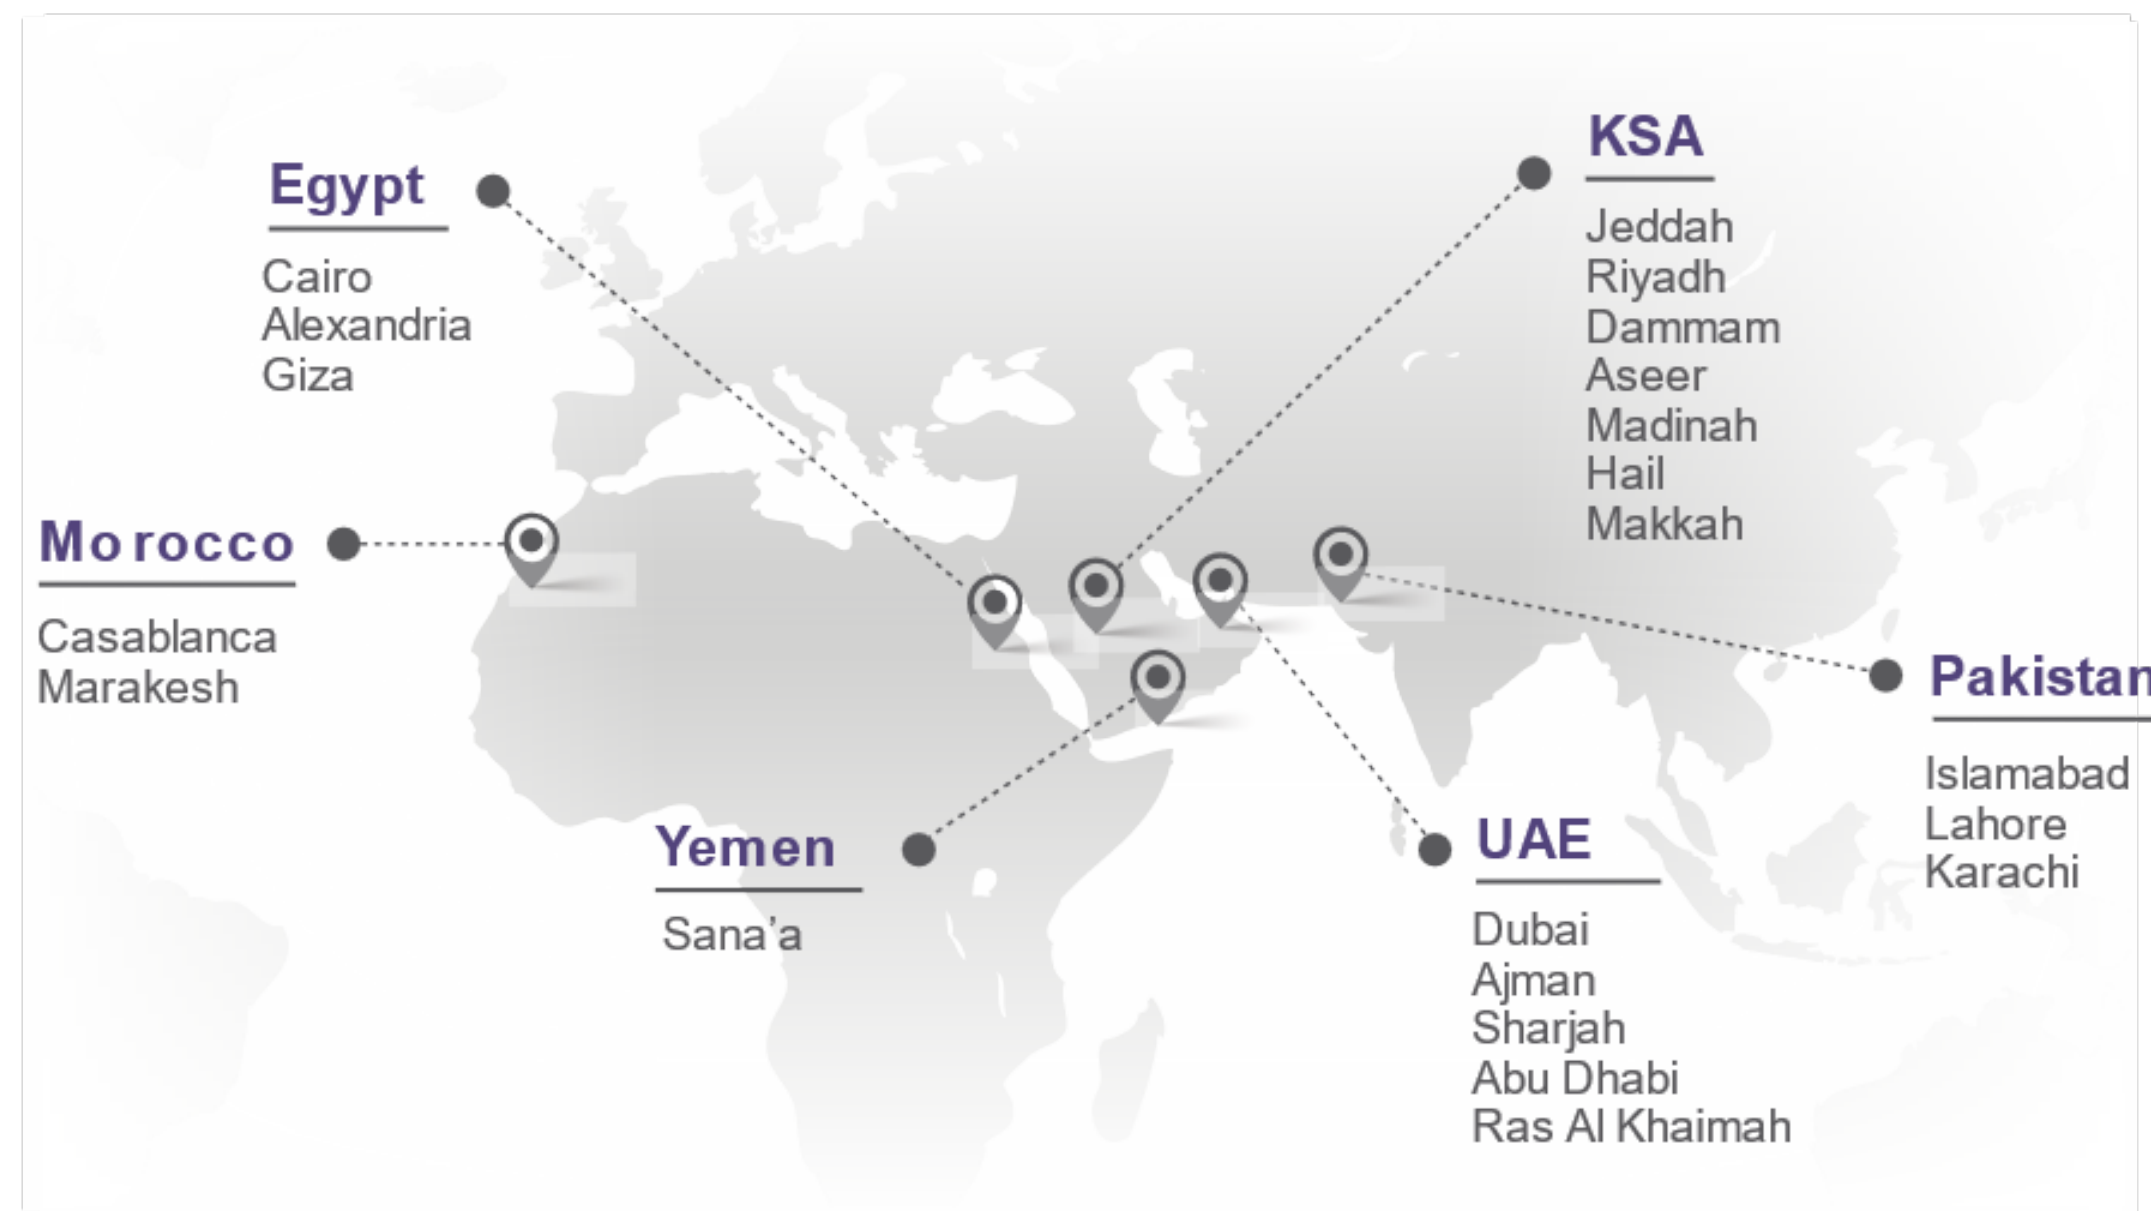 Egypt
Cairo
Alexandria
Giza
KSA
Jeddah
Riyadh
Dammam
Aseer
Madinah
Hail
Makkah
Morocco
Casablanca
Marakesh
Pakistan
Islamabad
Lahore
Karachi
Yemen
Sana’a
UAE
Dubai
Ajman
Sharjah
Abu Dhabi
Ras Al Khaimah